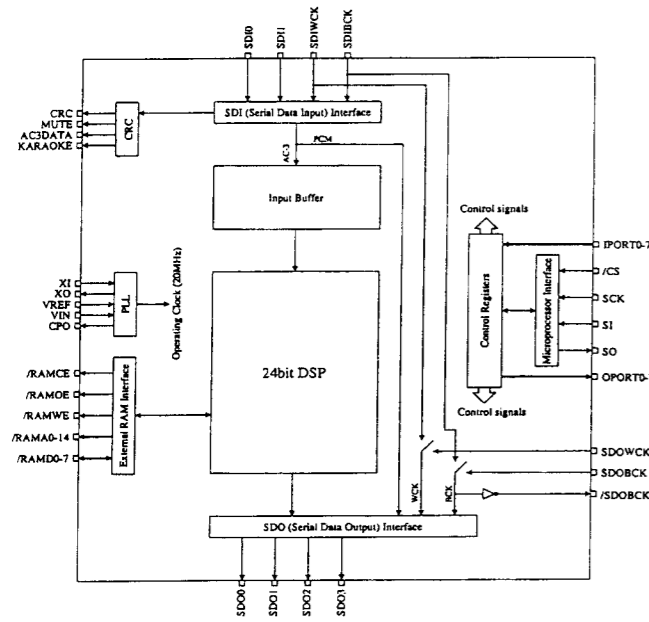 SDI0
SDI1
SDIWCK
SDIBCK
CRC
MUTE
AC3DATA
KARAOKE
CRC
SDI (Serial Data Input) Interface
AC-3
PCM
Input Buffer
Control signals
IPORT0-7
/CS
SCK
SI
SO
Control Registers
Microprocessor Interface
Control signals
XI
XO
VREF
VIN
CPO
PLL
Operating Clock (20MHz)
24bit DSP
/RAMCE
/RAMOE
/RAMWE
/RAMA0-14
/RAMD0-7
External RAM Interface
SDOWCK
SDOBCK
/SDOBCK
WCK
BCK
SDO (Serial Data Output) Interface
SDO0
SDO1
SDO2
SDO3